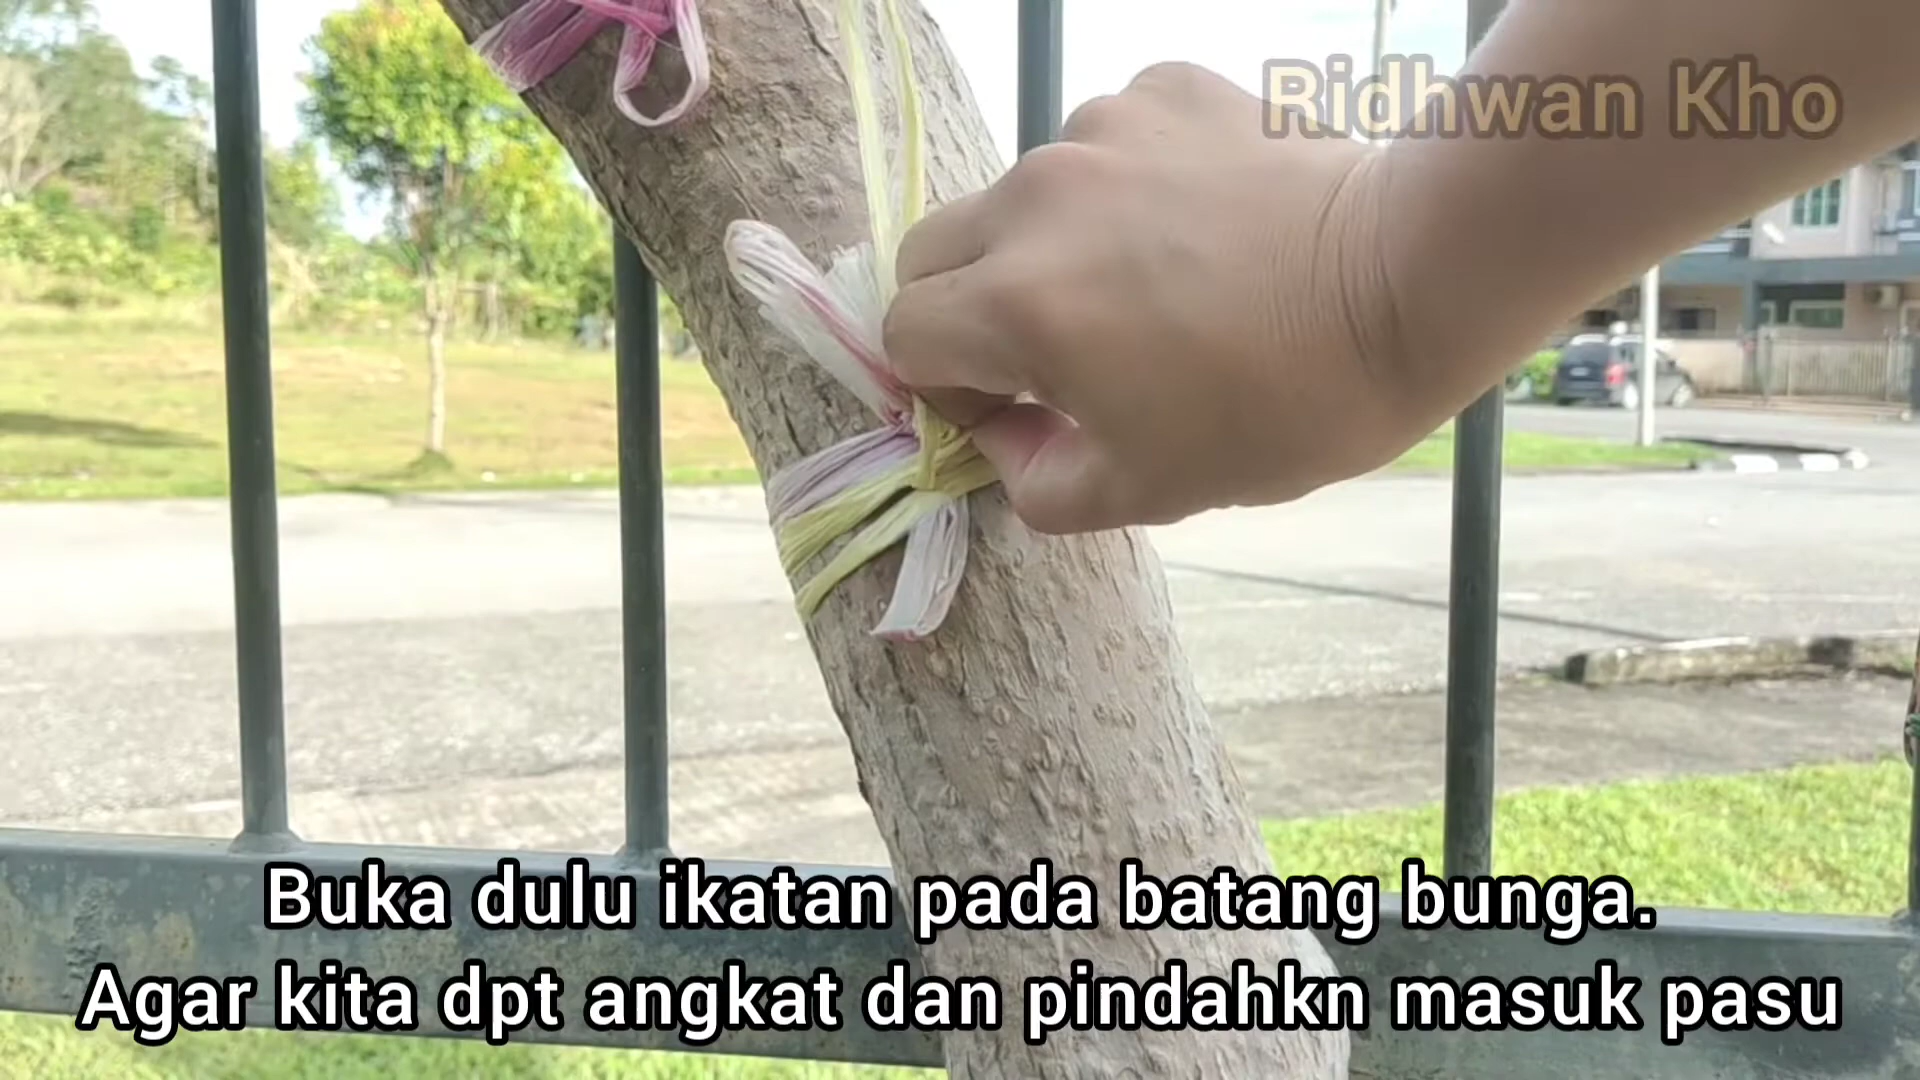 Ridhwan Kho
Buka dulu ikatan pada batang bunga.
Agar kita dpt angkat dan pindahkn masuk pasu